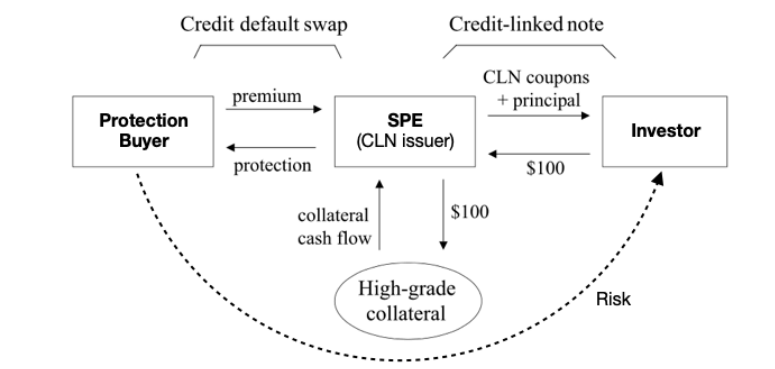 Credit default swap
Credit-linked note
premium
CLN coupons
+ principal
Protection
Buyer
SPE
(CLN issuer)
Investor
protection
$100
collateral
cash flow
$100
High-grade
collateral
Risk